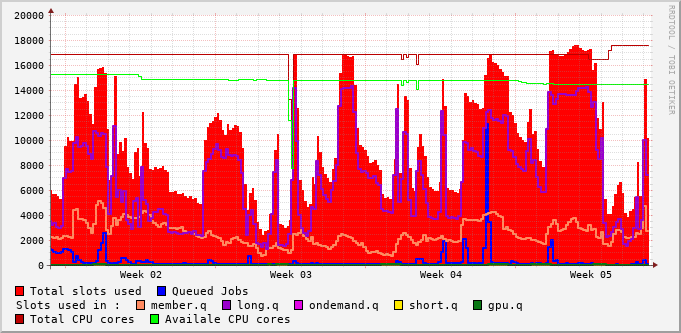 20000
18000
16000
14000
12000
10000
8000
6000
4000
2000
0
Week 02 Week 03 Week 04 Week 05
RRDTOOL / TOBI OETIKER
Total slots used Queued Jobs
Slots used in : member.q long.q ondemand.q short.q gpu.q
Total CPU cores Availale CPU cores